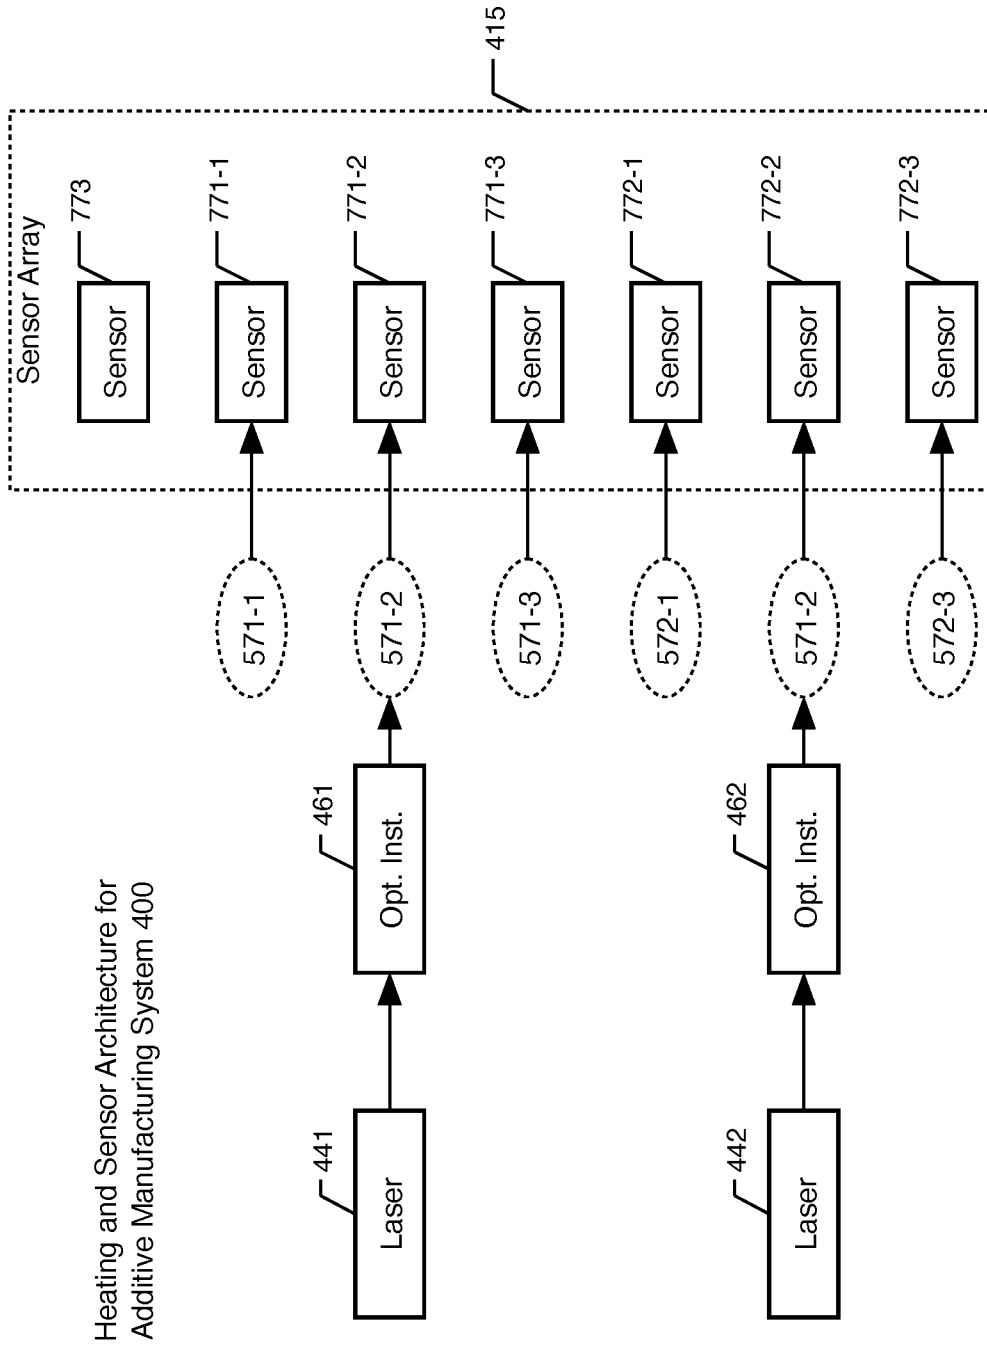 Heating and Sensor Architecture for
Additive Manufacturing System 400
Sensor Array
415
773
Sensor
771-1
571-1
Sensor
441
461
771-2
Laser
Opt. Inst.
571-2
Sensor
771-3
571-3
Sensor
772-1
572-1
Sensor
442
462
772-2
Laser
Opt. Inst.
571-2
Sensor
772-3
572-3
Sensor